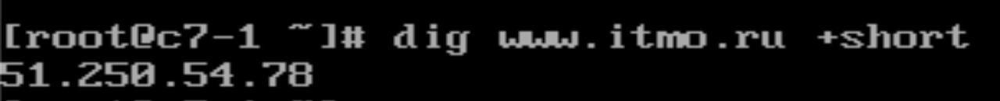 [root@c7-1 ~]# dig www.itmo.ru +short
51.250.54.78